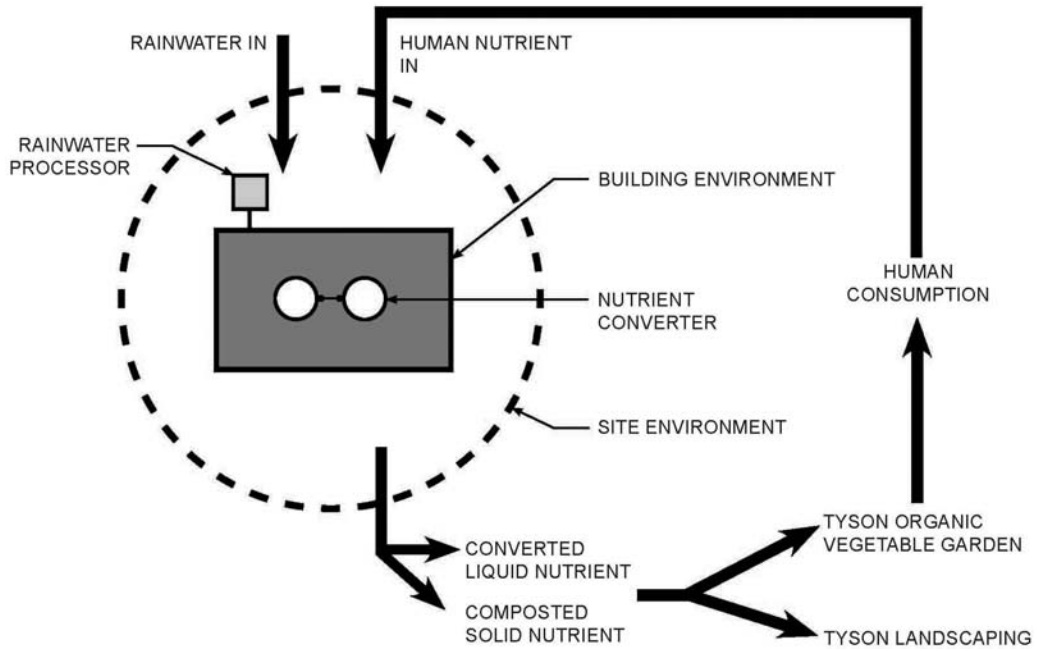 RAINWATER IN
HUMAN NUTRIENT
IN
RAINWATER
PROCESSOR
BUILDING ENVIRONMENT
HUMAN
CONSUMPTION
NUTRIENT
CONVERTER
SITE ENVIRONMENT
CONVERTED
LIQUID NUTRIENT
COMPOSTED
SOLID NUTRIENT
TYSON ORGANIC
VEGETABLE GARDEN
TYSON LANDSCAPING